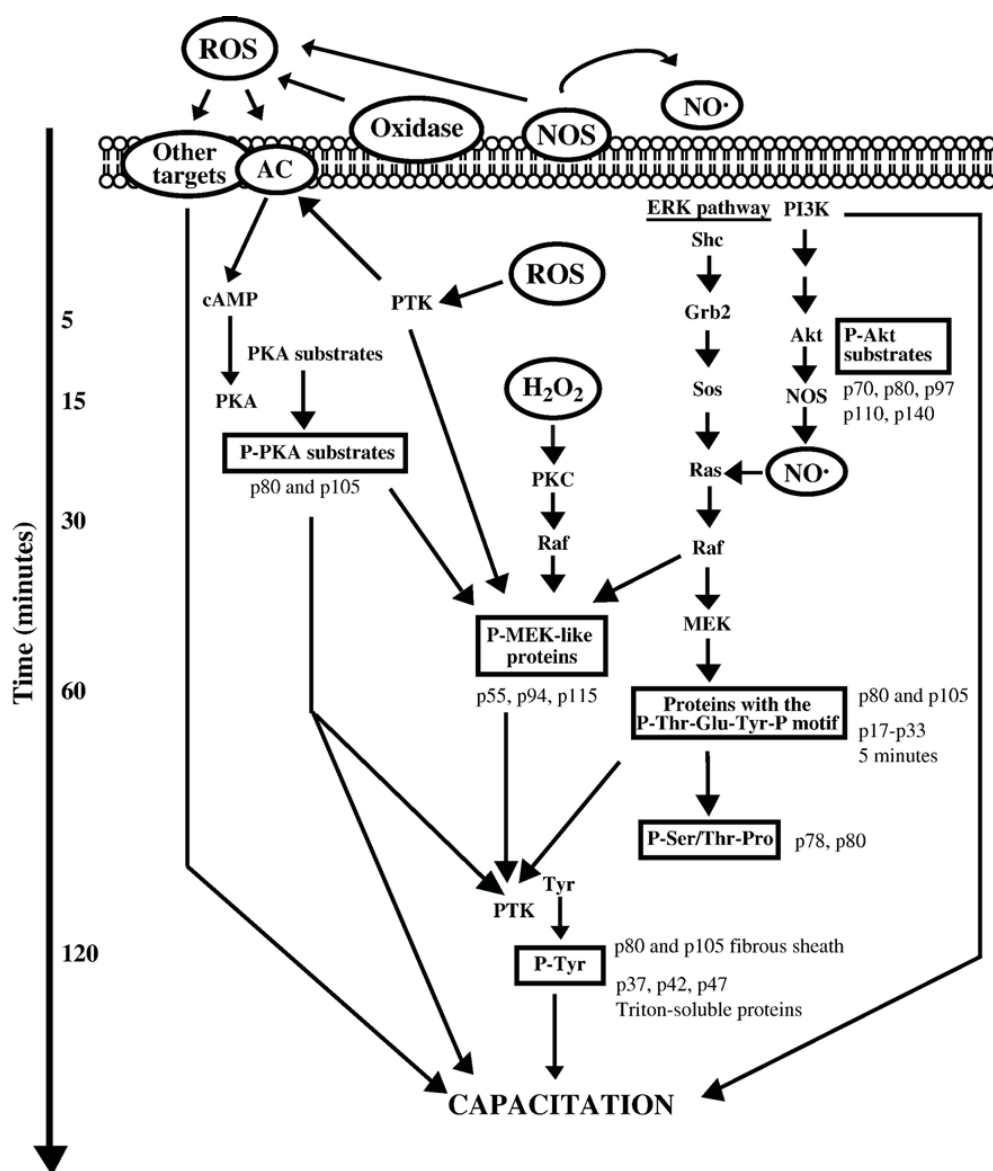 ROS
NO·
Oxidase
NOS
Other
targets
AC
ERK pathway
PI3K
Shc
ROS
cAMP
PTK
Grb2
5
Akt
P-Akt
substrates
PKA substrates
H2O2
15
PKA
Sos
NOS
p70, p80, p97
p110, p140
P-PKA substrates
p80 and p105
PKC
Ras
NO·
30
Raf
Raf
Time (minutes)
P-MEK-like
proteins
MEK
60
p55, p94, p115
Proteins with the
P-Thr-Glu-Tyr-P motif
p80 and p105
p17-p33
5 minutes
P-Ser/Thr-Pro
p78, p80
Tyr
PTK
120
P-Tyr
p80 and p105 fibrous sheath
p37, p42, p47
Triton-soluble proteins
CAPACITATION